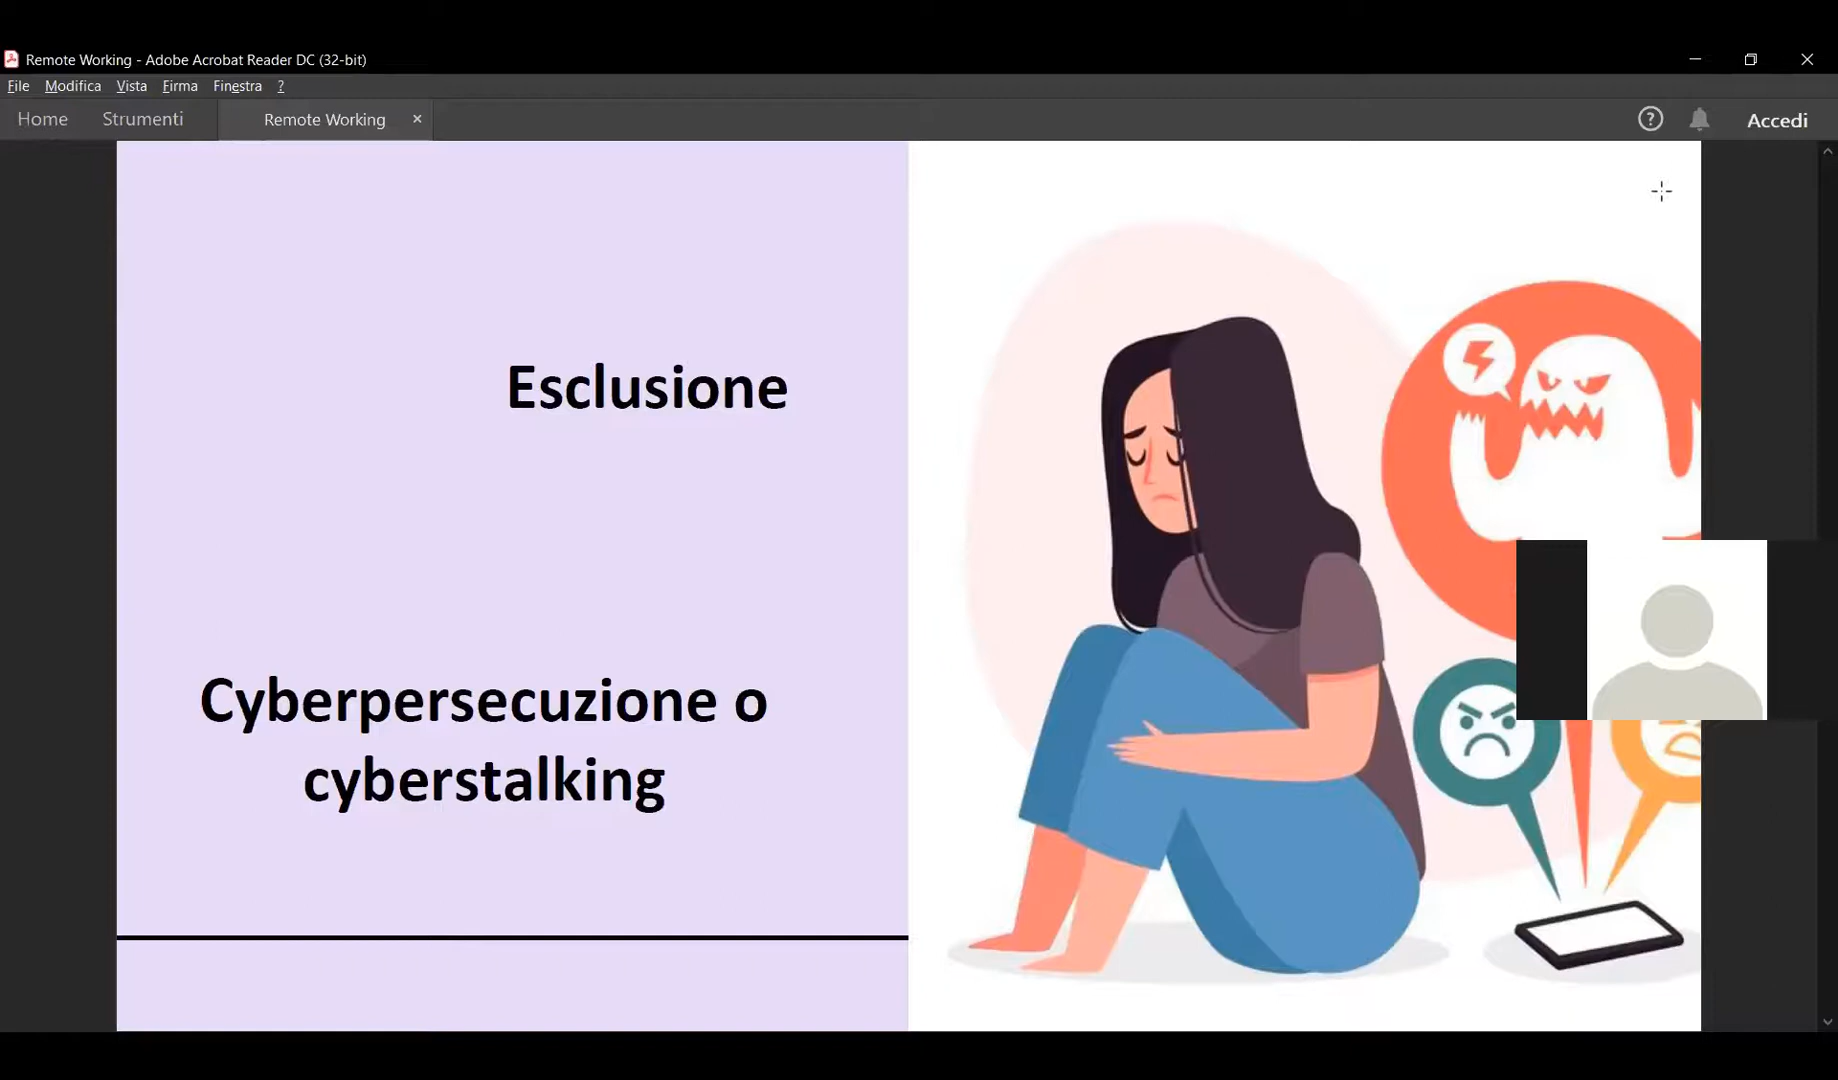 Remote Working - Adobe Acrobat Reader DC (32-bit)
File Modifica Vista Firma Finestra ?
Home Strumenti Remote Working × ? Accedi
Esclusione
Cyberpersecuzione o
cyberstalking